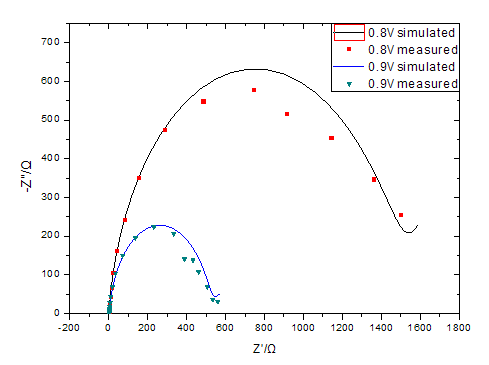 0.8V simulated
0.8V measured
0.9V simulated
0.9V measured
700
600
500
400
300
200
100
0
-Z''/Ω
-200 0 200 400 600 800 1000 1200 1400 1600 1800
Z'/Ω